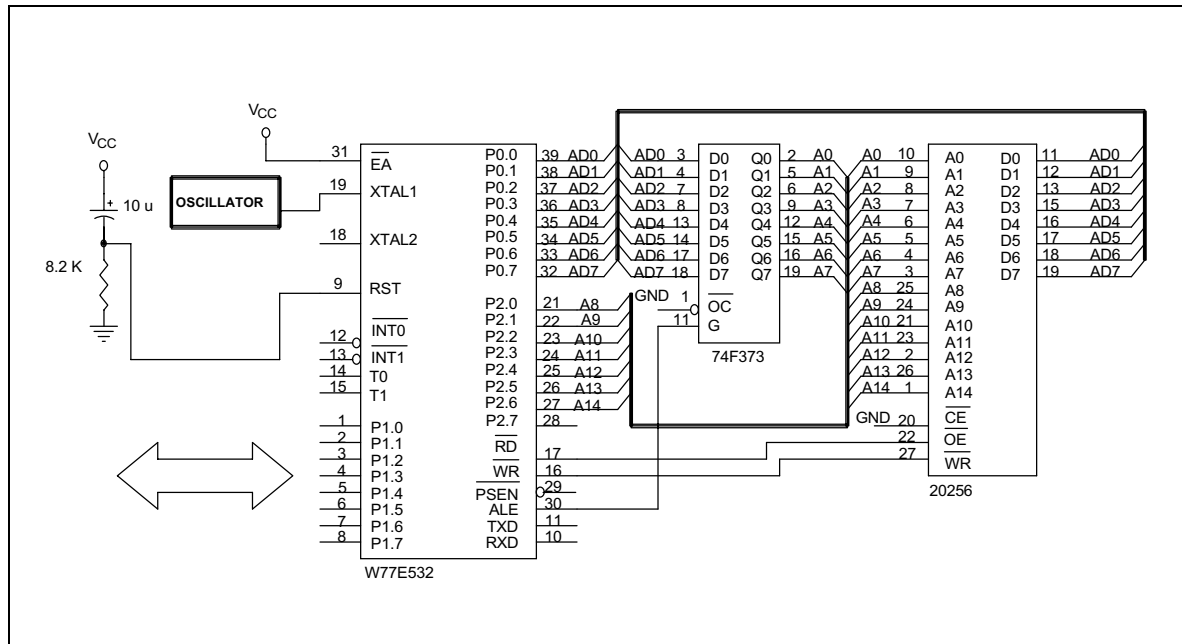 VCC
VCC
10 u
8.2 K
OSCILLATOR
31 EA
19 XTAL1
18 XTAL2
9 RST
12 INT0
13 INT1
14 T0
15 T1
1 P1.0
2 P1.1
3 P1.2
4 P1.3
5 P1.4
6 P1.5
7 P1.6
8 P1.7
P0.0 39 AD0
P0.1 38 AD1
P0.2 37 AD2
P0.3 36 AD3
P0.4 35 AD4
P0.5 34 AD5
P0.6 33 AD6
P0.7 32 AD7
P2.0 21 A8
P2.1 22 A9
P2.2 23 A10
P2.3 24 A11
P2.4 25 A12
P2.5 26 A13
P2.6 27 A14
P2.7 28
RD 17
WR 16
PSEN 29
ALE 30
TXD 11
RXD 10
W77E532
AD0 3 D0 Q0 2 A0
AD1 4 D1 Q1 5 A1
AD2 7 D2 Q2 6 A2
AD3 8 D3 Q3 9 A3
AD4 13 D4 Q4 12 A4
AD5 14 D5 Q5 15 A5
AD6 17 D6 Q6 16 A6
AD7 18 D7 Q7 19 A7
GND 1 OC
11 G
74F373
A0 10 A0 D0 11 AD0
A1 9 A1 D1 12 AD1
A2 8 A2 D2 13 AD2
A3 7 A3 D3 15 AD3
A4 6 A4 D4 16 AD4
A5 5 A5 D5 17 AD5
A6 4 A6 D6 18 AD6
A7 3 A7 D7 19 AD7
A8 25 A8
A9 24 A9
A10 21 A10
A11 23 A11
A12 2 A12
A13 26 A13
A14 1 A14
GND 20 CE
22 OE
27 WR
20256